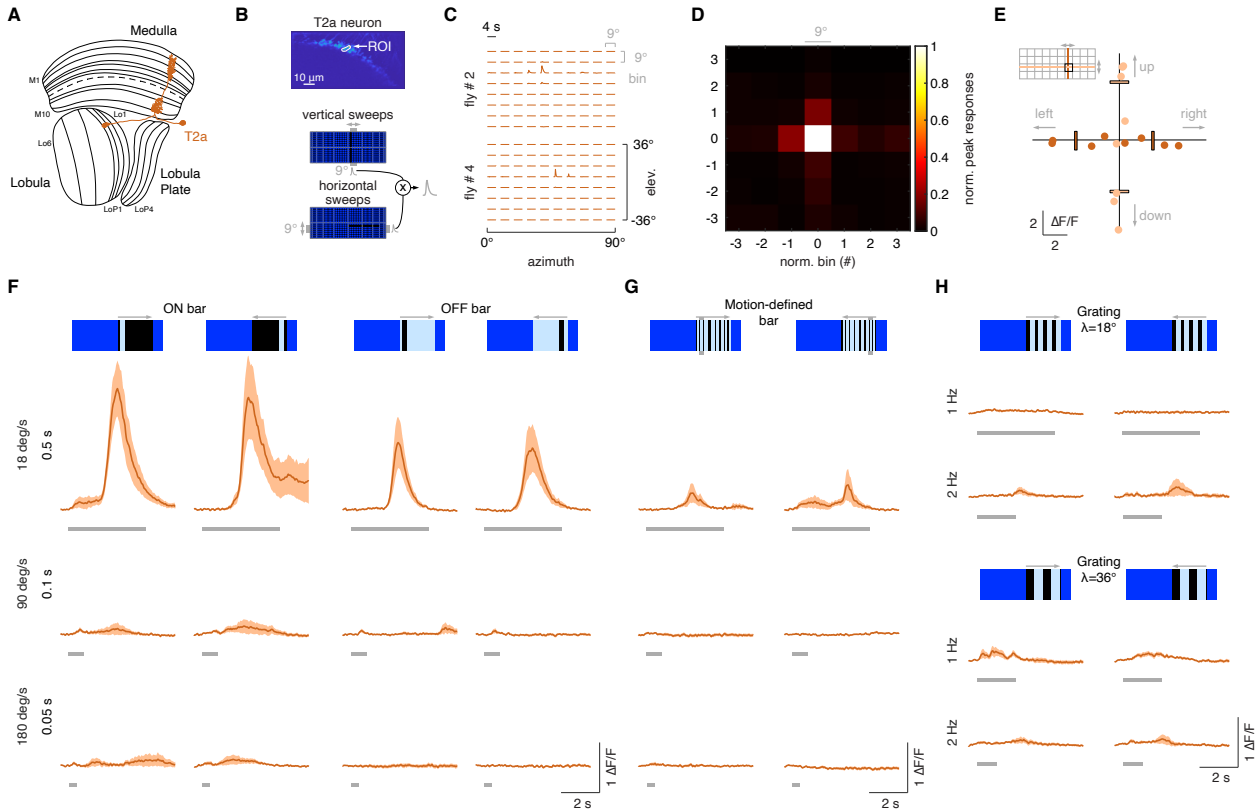 A
Medulla
M1
M10
Lo1
Lo6
T2a
Lobula
Lobula
Plate
LoP1
LoP4
B
T2a neuron
ROI
10 µm
vertical sweeps
9°
horizontal
sweeps
9°
x
C
4 s
9°
9°
bin
fly # 2
fly # 4
36°
elev.
-36°
0°
90°
azimuth
D
9°
3
2
1
0
-1
-2
-3
-3
-2
-1
0
1
2
3
norm. bin (#)
1
0.8
0.6
0.4
0.2
0
norm. peak responses
E
up
left
right
down
2
ΔF/F
2
F
ON bar
OFF bar
18 deg/s
0.5 s
90 deg/s
0.1 s
180 deg/s
0.05 s
1 ΔF/F
2 s
G
Motion-defined
bar
1 ΔF/F
2 s
H
Grating
λ=18°
1 Hz
2 Hz
Grating
λ=36°
1 Hz
2 Hz
1 ΔF/F
2 s